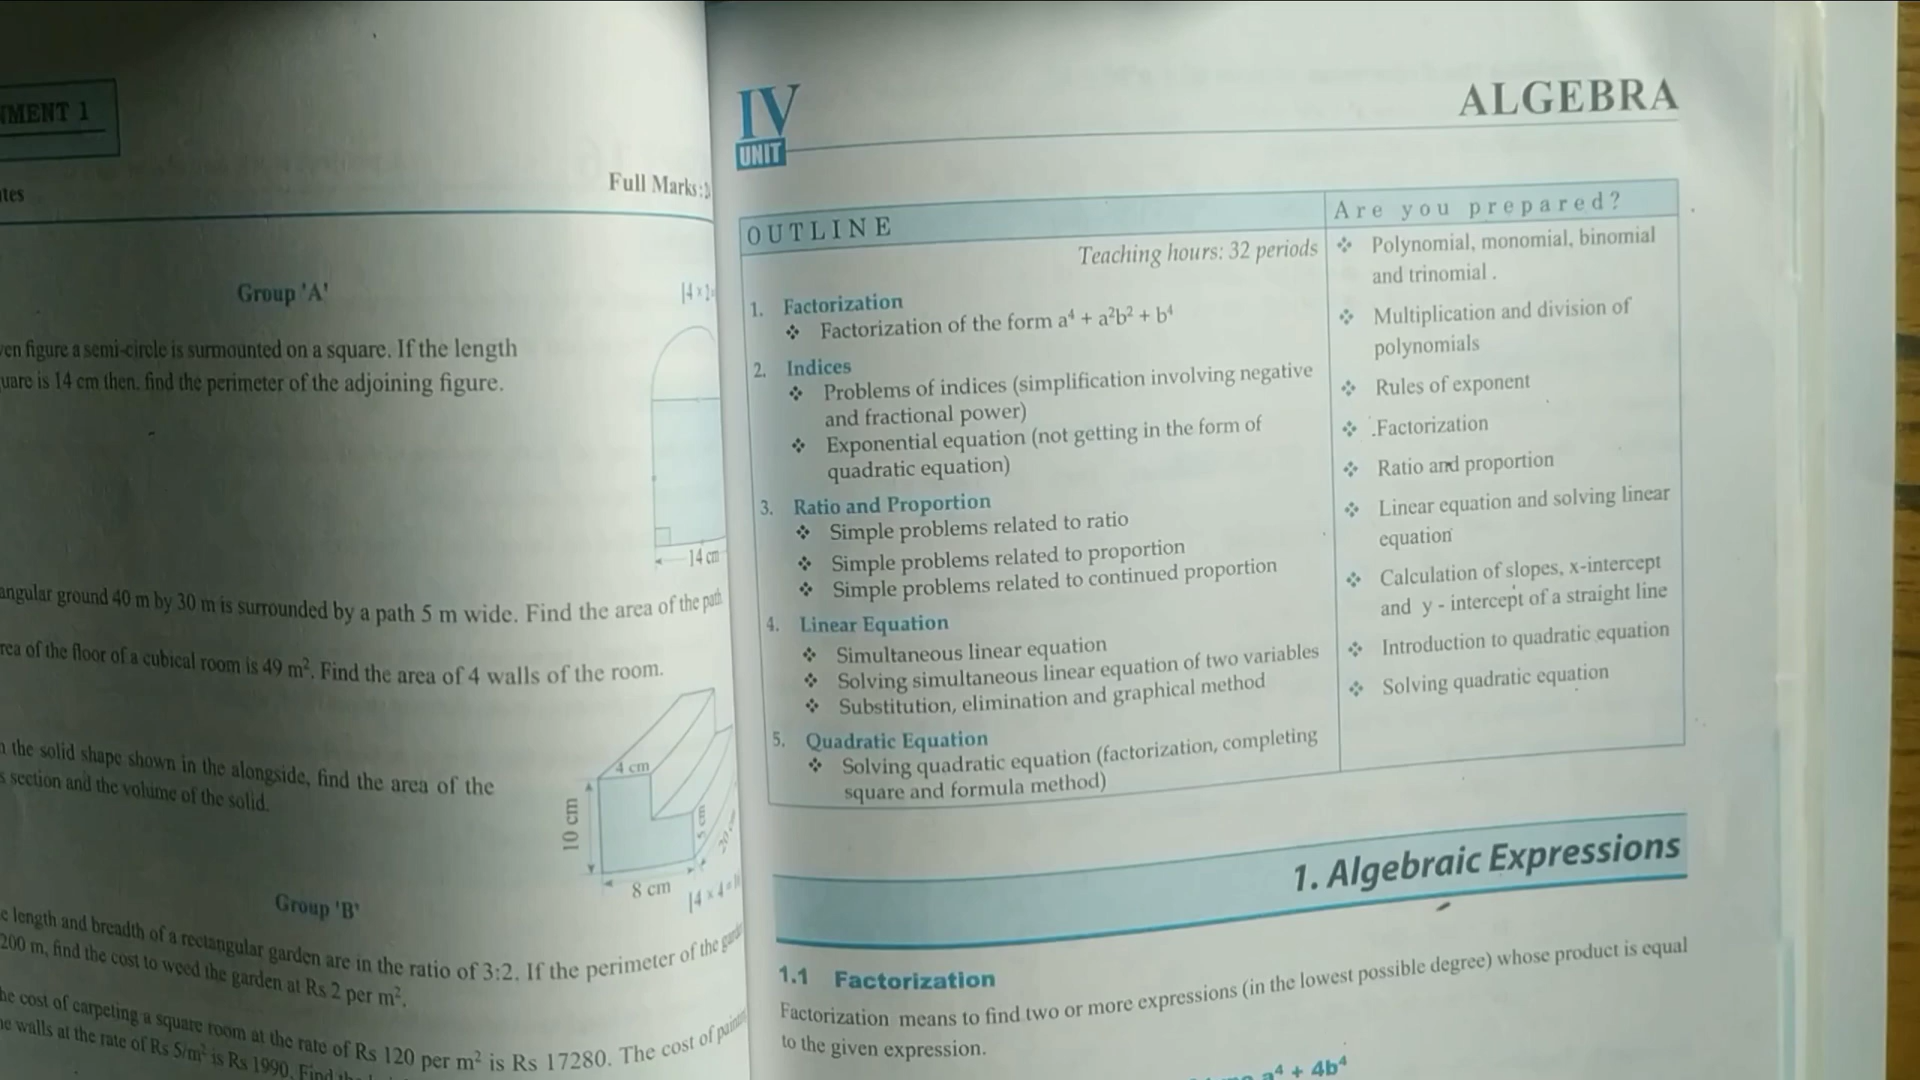 NMENT 1
tes
Full Marks:
Group 'A'
ven figure a semi-circle is surmounted on a square. If the length
uare is 14 cm then, find the perimeter of the adjoining figure.
14 cm
angular ground 40 m by 30 m is surrounded by a path 5 m wide. Find the area of the path
rea of the floor of a cubical room is 49 m². Find the area of 4 walls of the room.
n the solid shape shown in the alongside, find the area of the
s section and the volume of the solid.
4 cm
10 cm
5 cm
8 cm
Group 'B'
e length and breadth of a rectangular garden are in the ratio of 3:2. If the perimeter of the garde
200 m, find the cost to weed the garden at Rs 2 per m².
he cost of carpeting a square room at the rate of Rs 120 per m² is Rs 17280. The cost of paint
e walls at the rate of Rs 5/m² is Rs 1990. Find
IV
UNIT
ALGEBRA
OUTLINE
Teaching hours: 32 periods
1. Factorization
❖ Factorization of the form a⁴ + a²b² + b⁴
2. Indices
❖ Problems of indices (simplification involving negative
and fractional power)
❖ Exponential equation (not getting in the form of
quadratic equation)
3. Ratio and Proportion
❖ Simple problems related to ratio
❖ Simple problems related to proportion
❖ Simple problems related to continued proportion
4. Linear Equation
❖ Simultaneous linear equation
❖ Solving simultaneous linear equation of two variables
❖ Substitution, elimination and graphical method
5. Quadratic Equation
❖ Solving quadratic equation (factorization, completing
square and formula method)
Are you prepared?
❖ Polynomial, monomial, binomial
and trinomial .
❖ Multiplication and division of
polynomials
❖ Rules of exponent
❖ .Factorization
❖ Ratio and proportion
❖ Linear equation and solving linear
equation
❖ Calculation of slopes, x-intercept
and y - intercept of a straight line
❖ Introduction to quadratic equation
❖ Solving quadratic equation
1. Algebraic Expressions
1.1 Factorization
Factorization means to find two or more expressions (in the lowest possible degree) whose product is equal
to the given expression.
a⁴ + 4b⁴